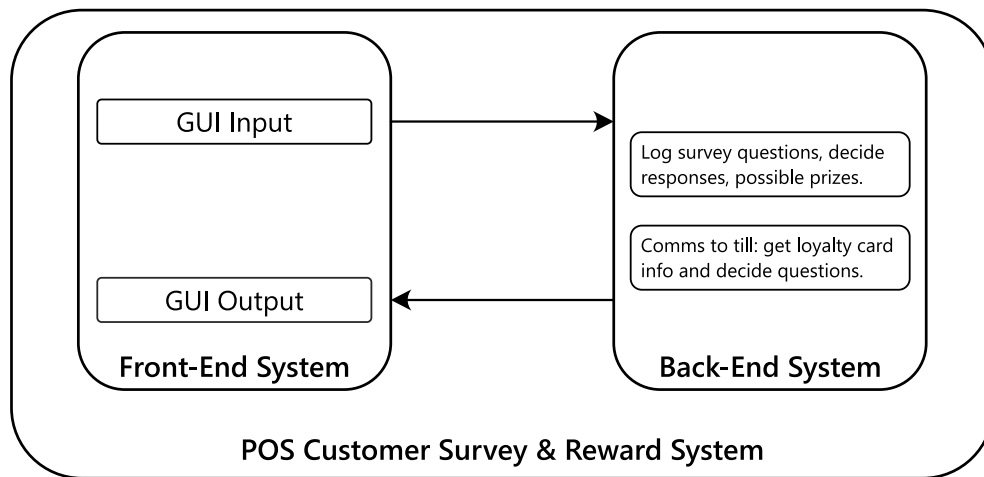 GUI Input
GUI Output
Front-End System
Log survey questions, decide
responses, possible prizes.
Comms to till: get loyalty card
info and decide questions.
Back-End System
POS Customer Survey & Reward System